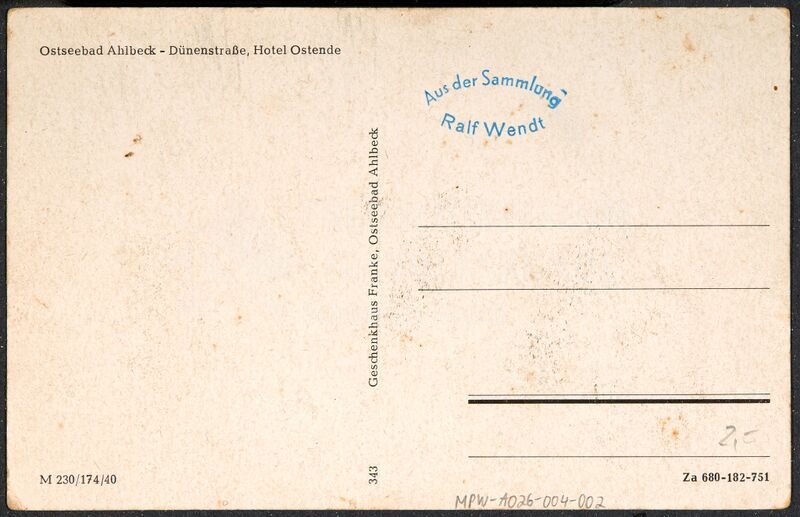 Ostseebad Ahlbeck - Dünenstraße, Hotel Ostende
Aus der Sammlung
Ralf Wendt
Geschenkhaus Franke, Ostseebad Ahlbeck
343
2,-
M 230/174/40
Za 680-182-751
MPW-A026-004-002